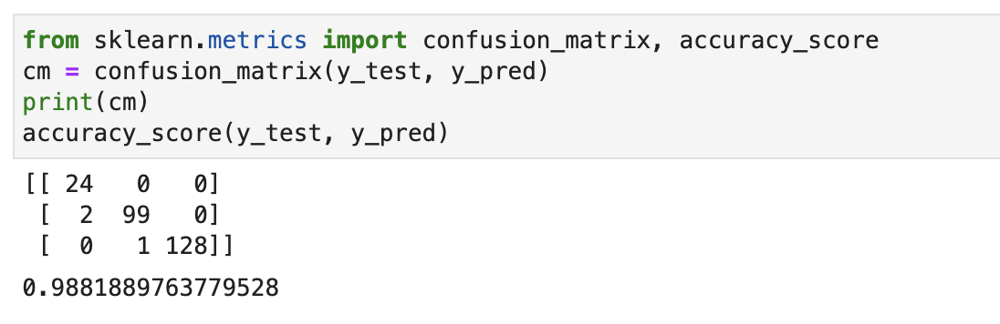 from sklearn.metrics import confusion_matrix, accuracy_score
cm = confusion_matrix(y_test, y_pred)
print(cm)
accuracy_score(y_test, y_pred)
[[ 24   0   0]
 [  2  99   0]
 [  0   1 128]]
0.9881889763779528